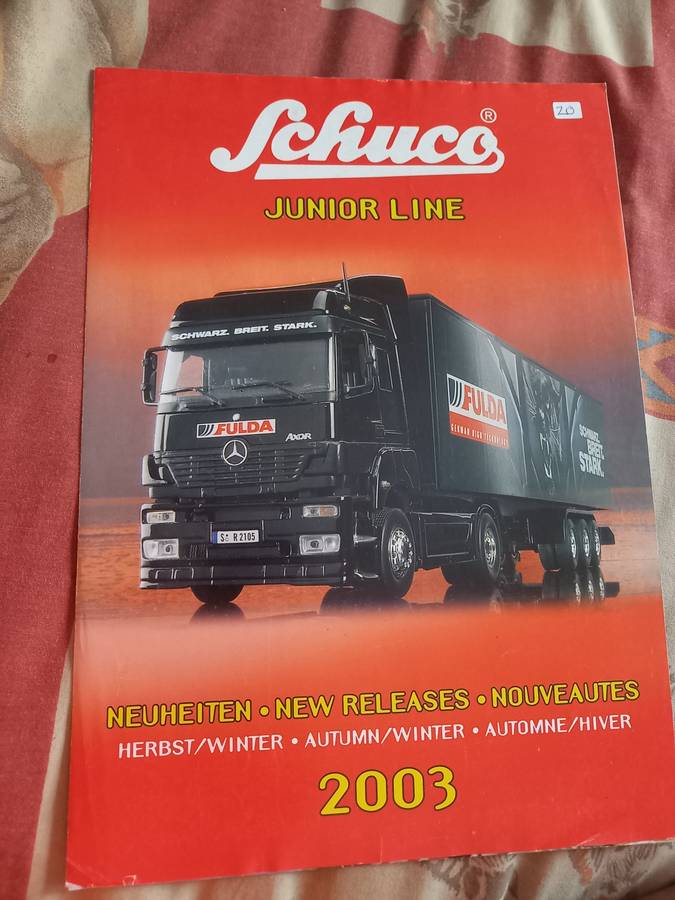 Schuco®
20
JUNIOR LINE
SCHWARZ. BREIT. STARK.
FULDA
AXOR
FULDA
GERMAN HIGH TECHNOLOGY
SCHWARZ.
BREIT.
STARK.
S R 2105
NEUHEITEN • NEW RELEASES • NOUVEAUTES
HERBST/WINTER • AUTUMN/WINTER • AUTOMNE/HIVER
2003